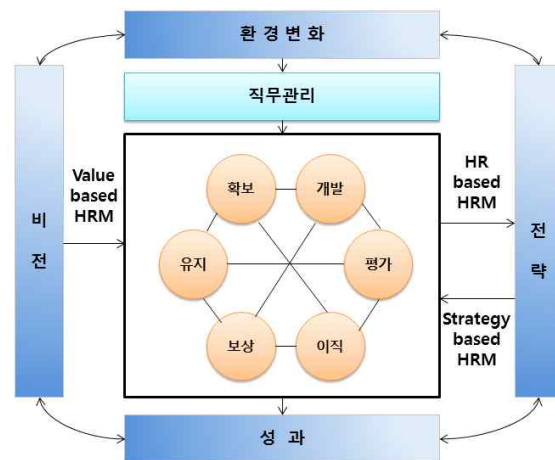 환 경 변 화
직무관리
Value
based
HRM
확보
개발
HR
based
HRM
비
전
유지
평가
전
략
보상
이직
Strategy
based
HRM
성 과